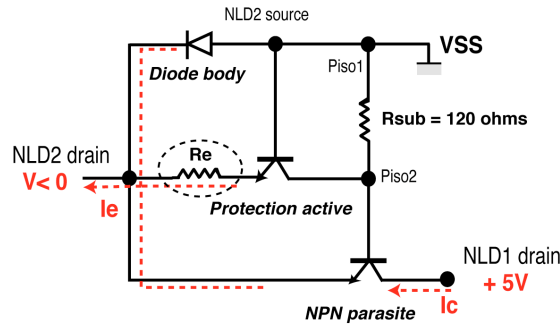 NLD2 source
VSS
Piso1
Diode body
Rsub = 120 ohms
NLD2 drain
Re
V< 0
Piso2
Ie
Protection active
NLD1 drain
+ 5V
Ic
NPN parasite